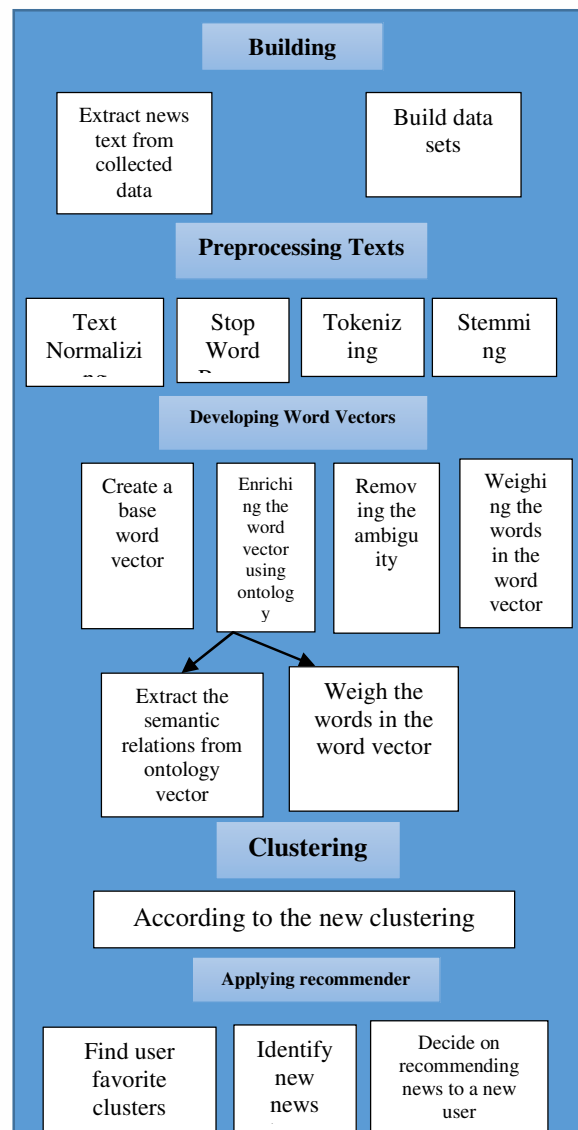 Building
Extract news
text from
collected
data
Build data
sets
Preprocessing Texts
Text
Normalizi
Stop
Word
Tokeniz
ing
Stemmi
ng
Developing Word Vectors
Create a
base
word
vector
Enrichi
ng the
word
vector
using
ontolog
y
Remov
ing the
ambigu
ity
Weighi
ng the
words
in the
word
vector
Extract the
semantic
relations from
ontology
vector
Weigh the
words in the
word vector
Clustering
According to the new clustering
Applying recommender
Find user
favorite
clusters
Identify
new
news
Decide on
recommending
news to a new
user